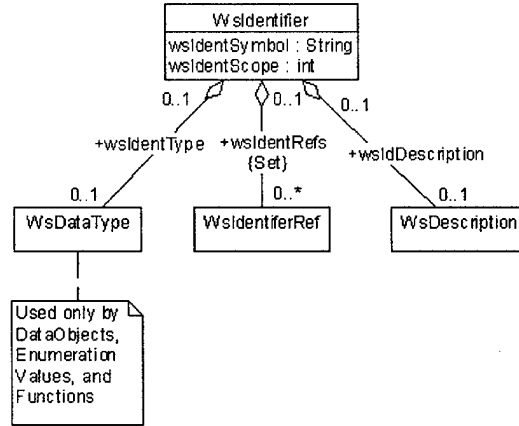 WsIdentifier
wsIdentSymbol : String
wsIdentScope : int
0..1
0..1
0..1
+wsIdentType
+wsIdentRefs
{Set}
+wsIdDescription
0..1
0..*
0..1
WsDataType
WsIdentiferRef
WsDescription
Used only by
DataObjects,
Enumeration
Values, and
Functions